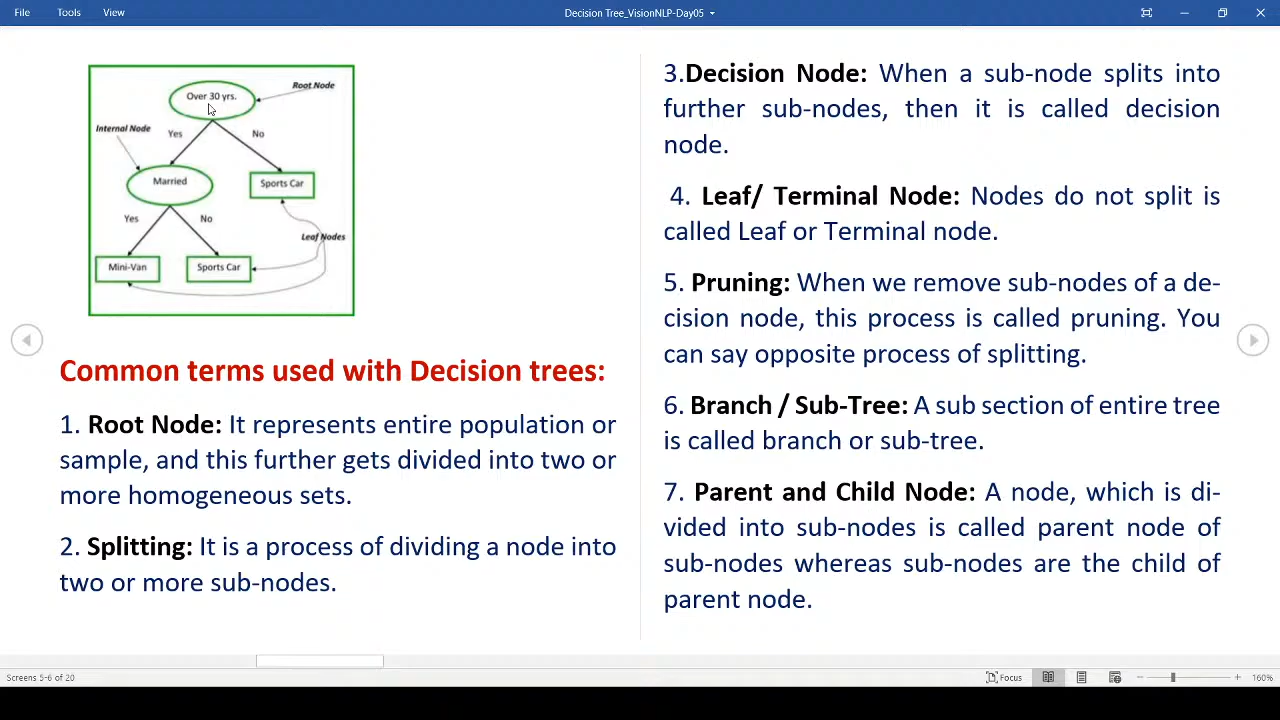 File Tools View Decision Tree_VisionNLP-Day05
Over 30 yrs.
Root Node
Internal Node
Yes
No
Married
Sports Car
Yes
No
Leaf Nodes
Mini-Van
Sports Car
Common terms used with Decision trees:
1. Root Node: It represents entire population or
sample, and this further gets divided into two or
more homogeneous sets.
2. Splitting: It is a process of dividing a node into
two or more sub-nodes.
3.Decision Node: When a sub-node splits into
further sub-nodes, then it is called decision
node.
4. Leaf/ Terminal Node: Nodes do not split is
called Leaf or Terminal node.
5. Pruning: When we remove sub-nodes of a de-
cision node, this process is called pruning. You
can say opposite process of splitting.
6. Branch / Sub-Tree: A sub section of entire tree
is called branch or sub-tree.
7. Parent and Child Node: A node, which is di-
vided into sub-nodes is called parent node of
sub-nodes whereas sub-nodes are the child of
parent node.
Screens 5-6 of 20 Focus 160%